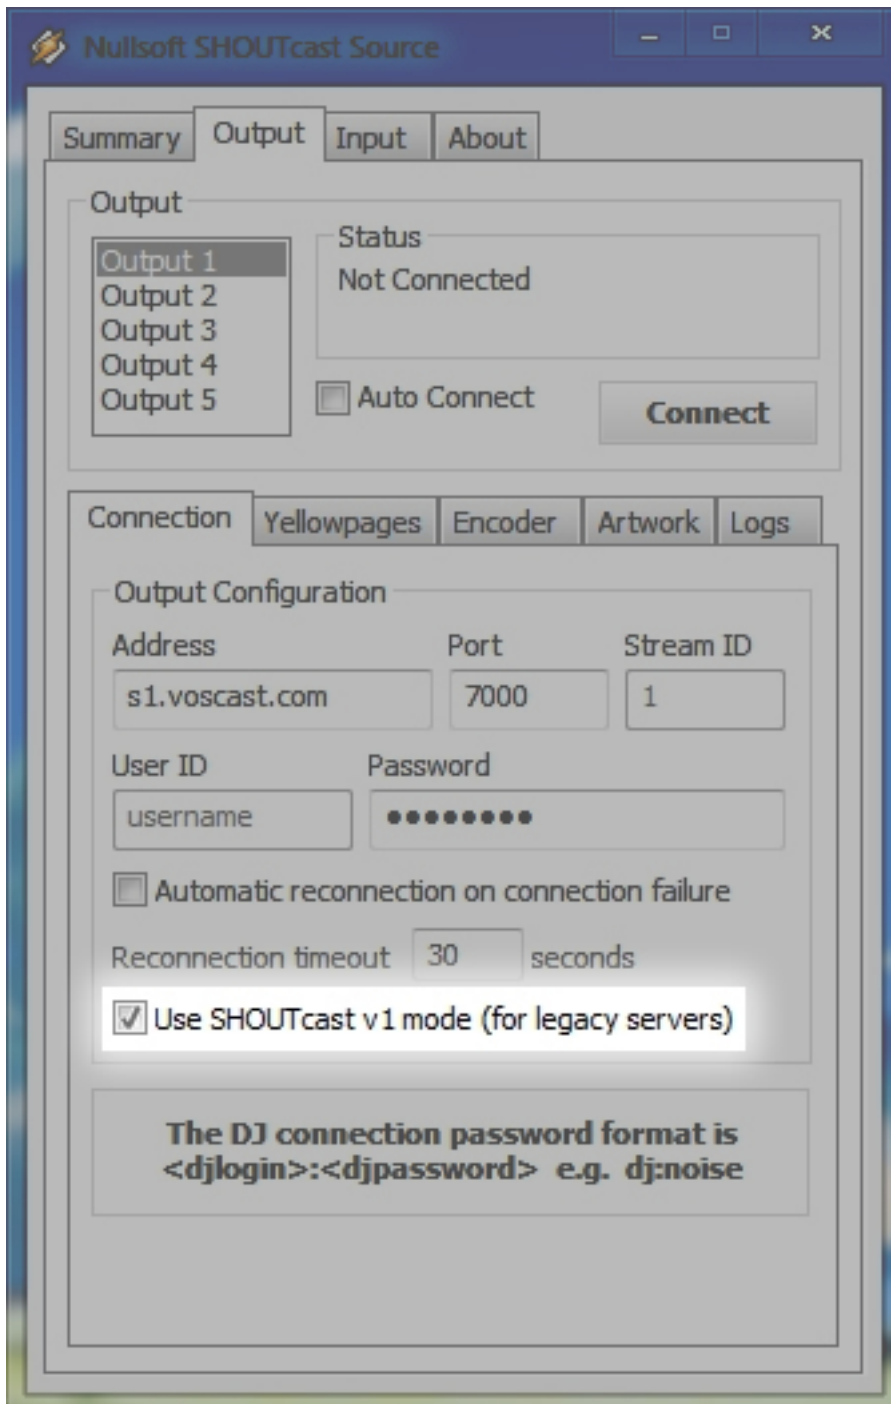 Nullsoft SHOUTcast Source
Summary Output Input About
Output
Output 1
Output 2
Output 3
Output 4
Output 5
Status
Not Connected
Auto Connect
Connect
Connection Yellowpages Encoder Artwork Logs
Output Configuration
Address Port Stream ID
s1.voscast.com 7000 1
User ID Password
username ●●●●●●●●
Automatic reconnection on connection failure
Reconnection timeout 30 seconds
Use SHOUTcast v1 mode (for legacy servers)
The DJ connection password format is
<djlogin>:<djpassword> e.g. dj:noise